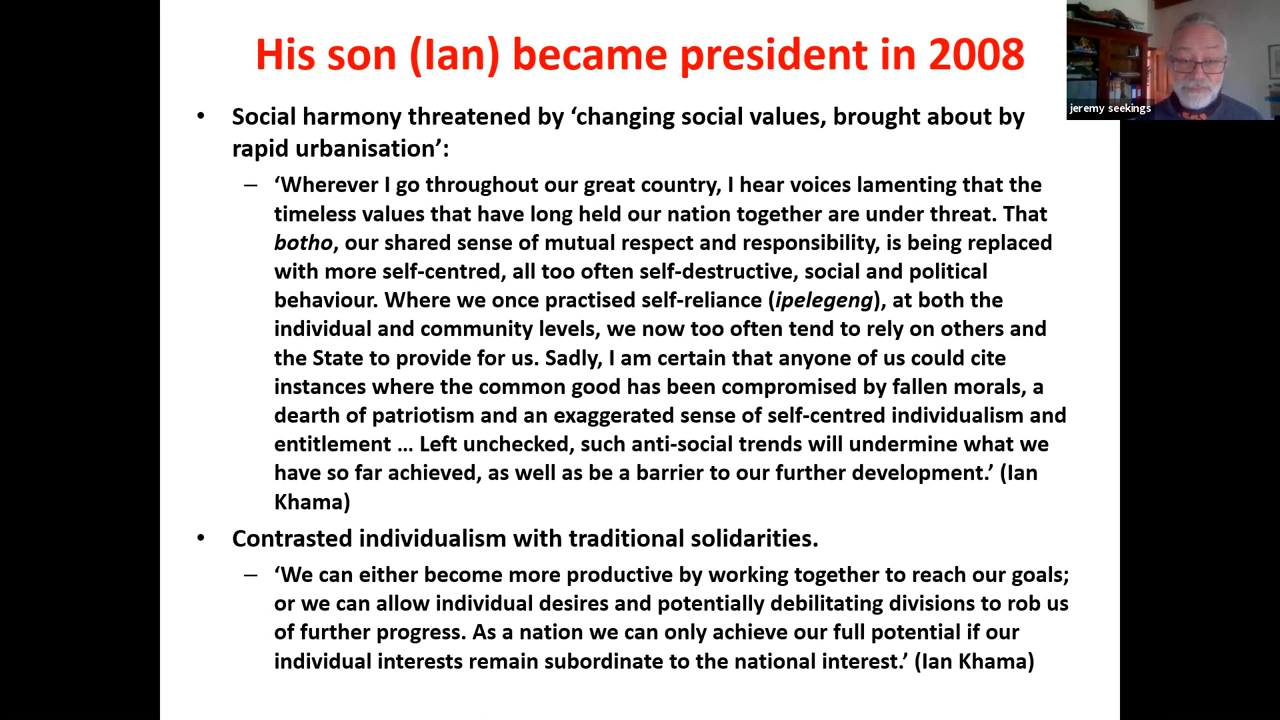 His son (Ian) became president in 2008
jeremy seekings
• Social harmony threatened by ‘changing social values, brought about by
rapid urbanisation’:
– ‘Wherever I go throughout our great country, I hear voices lamenting that the
timeless values that have long held our nation together are under threat. That
botho, our shared sense of mutual respect and responsibility, is being replaced
with more self-centred, all too often self-destructive, social and political
behaviour. Where we once practised self-reliance (ipelegeng), at both the
individual and community levels, we now too often tend to rely on others and
the State to provide for us. Sadly, I am certain that anyone of us could cite
instances where the common good has been compromised by fallen morals, a
dearth of patriotism and an exaggerated sense of self-centred individualism and
entitlement … Left unchecked, such anti-social trends will undermine what we
have so far achieved, as well as be a barrier to our further development.’ (Ian
Khama)
• Contrasted individualism with traditional solidarities.
– ‘We can either become more productive by working together to reach our goals;
or we can allow individual desires and potentially debilitating divisions to rob us
of further progress. As a nation we can only achieve our full potential if our
individual interests remain subordinate to the national interest.’ (Ian Khama)